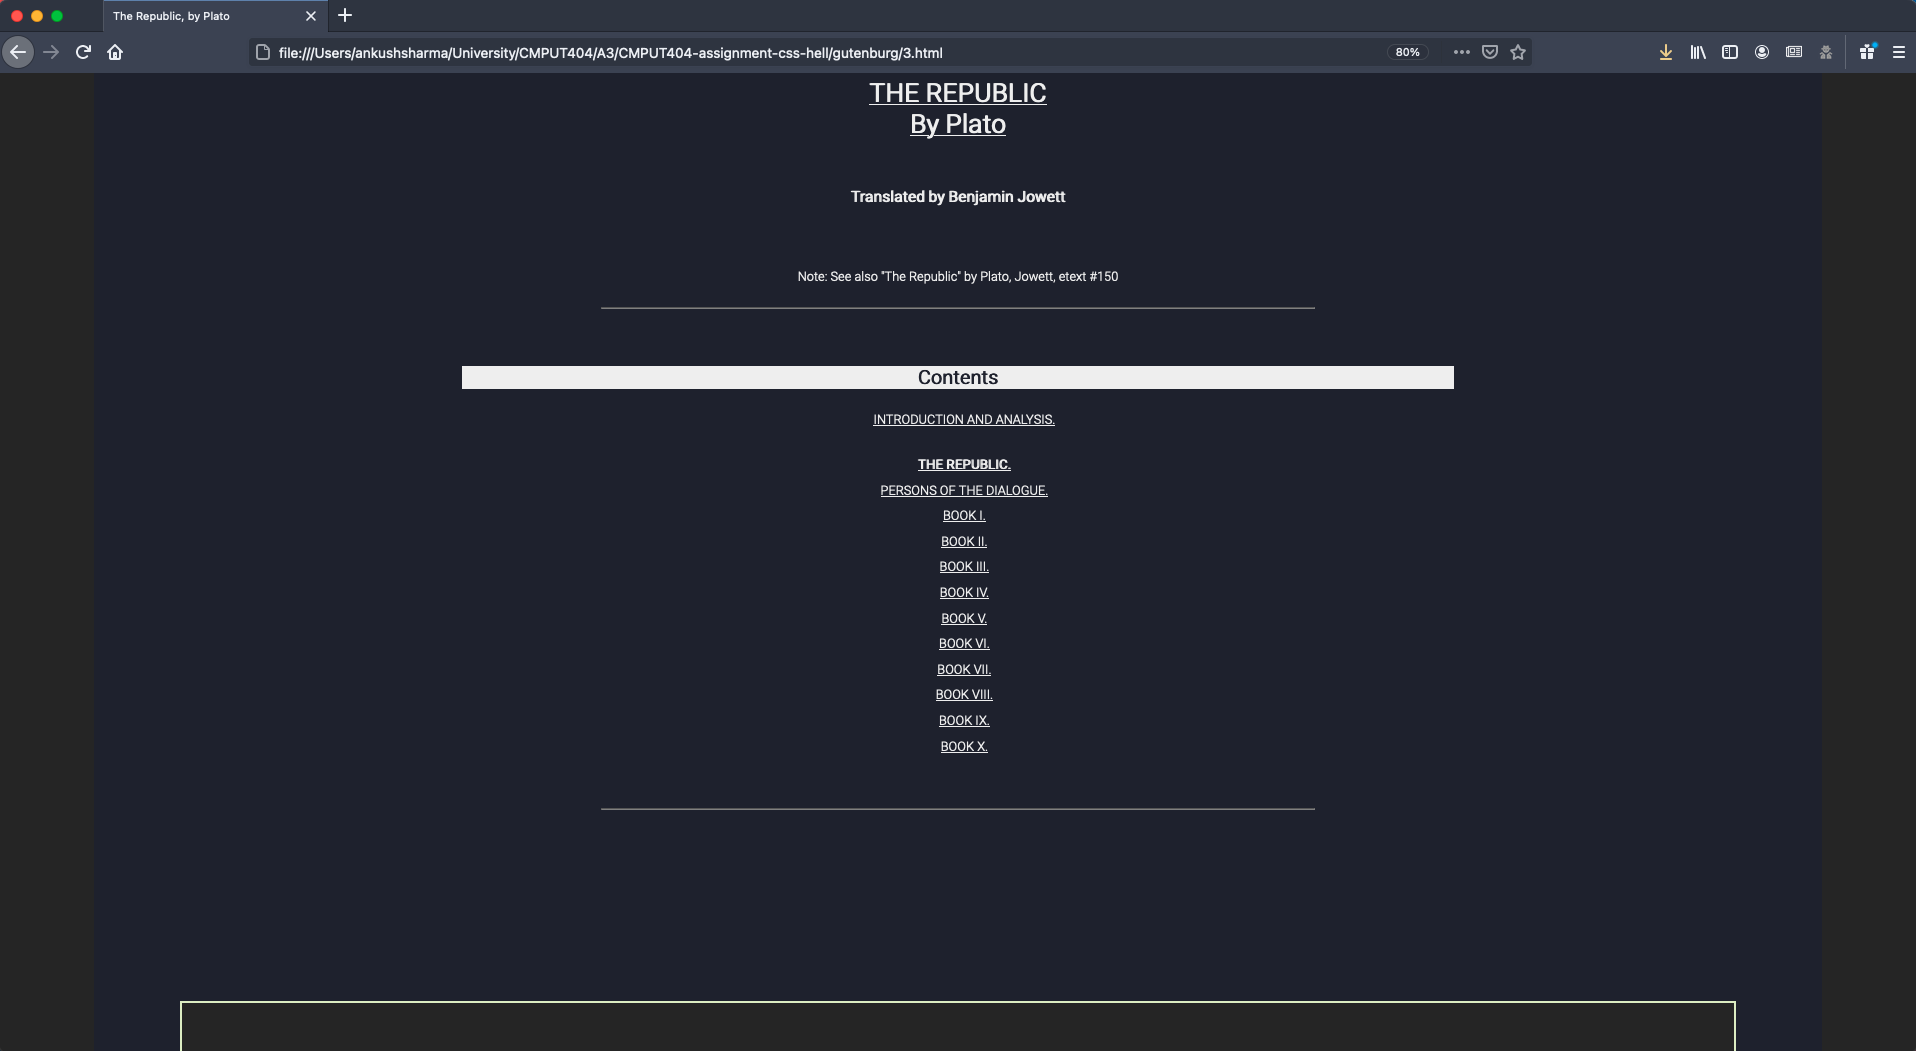 The Republic, by Plato
file:///Users/ankushsharma/University/CMPUT404/A3/CMPUT404-assignment-css-hell/gutenburg/3.html
80%
THE REPUBLIC
By Plato
Translated by Benjamin Jowett
Note: See also "The Republic" by Plato, Jowett, etext #150
Contents
INTRODUCTION AND ANALYSIS.
THE REPUBLIC.
PERSONS OF THE DIALOGUE.
BOOK I.
BOOK II.
BOOK III.
BOOK IV.
BOOK V.
BOOK VI.
BOOK VII.
BOOK VIII.
BOOK IX.
BOOK X.